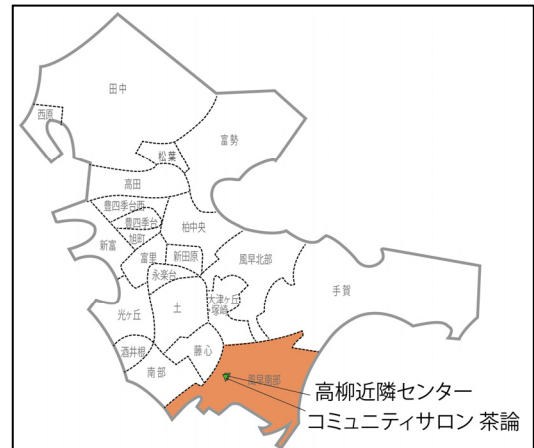 田中
西原
富勢
松葉
高田
豊四季台西
豊四季台
柏中央
旭町
新富
富里
新田原
風早北部
永楽台
手賀
大津ヶ丘
塚崎
光ヶ丘
土
酒井根
藤心
南部
風早南部
高柳近隣センター
コミュニティサロン 茶論